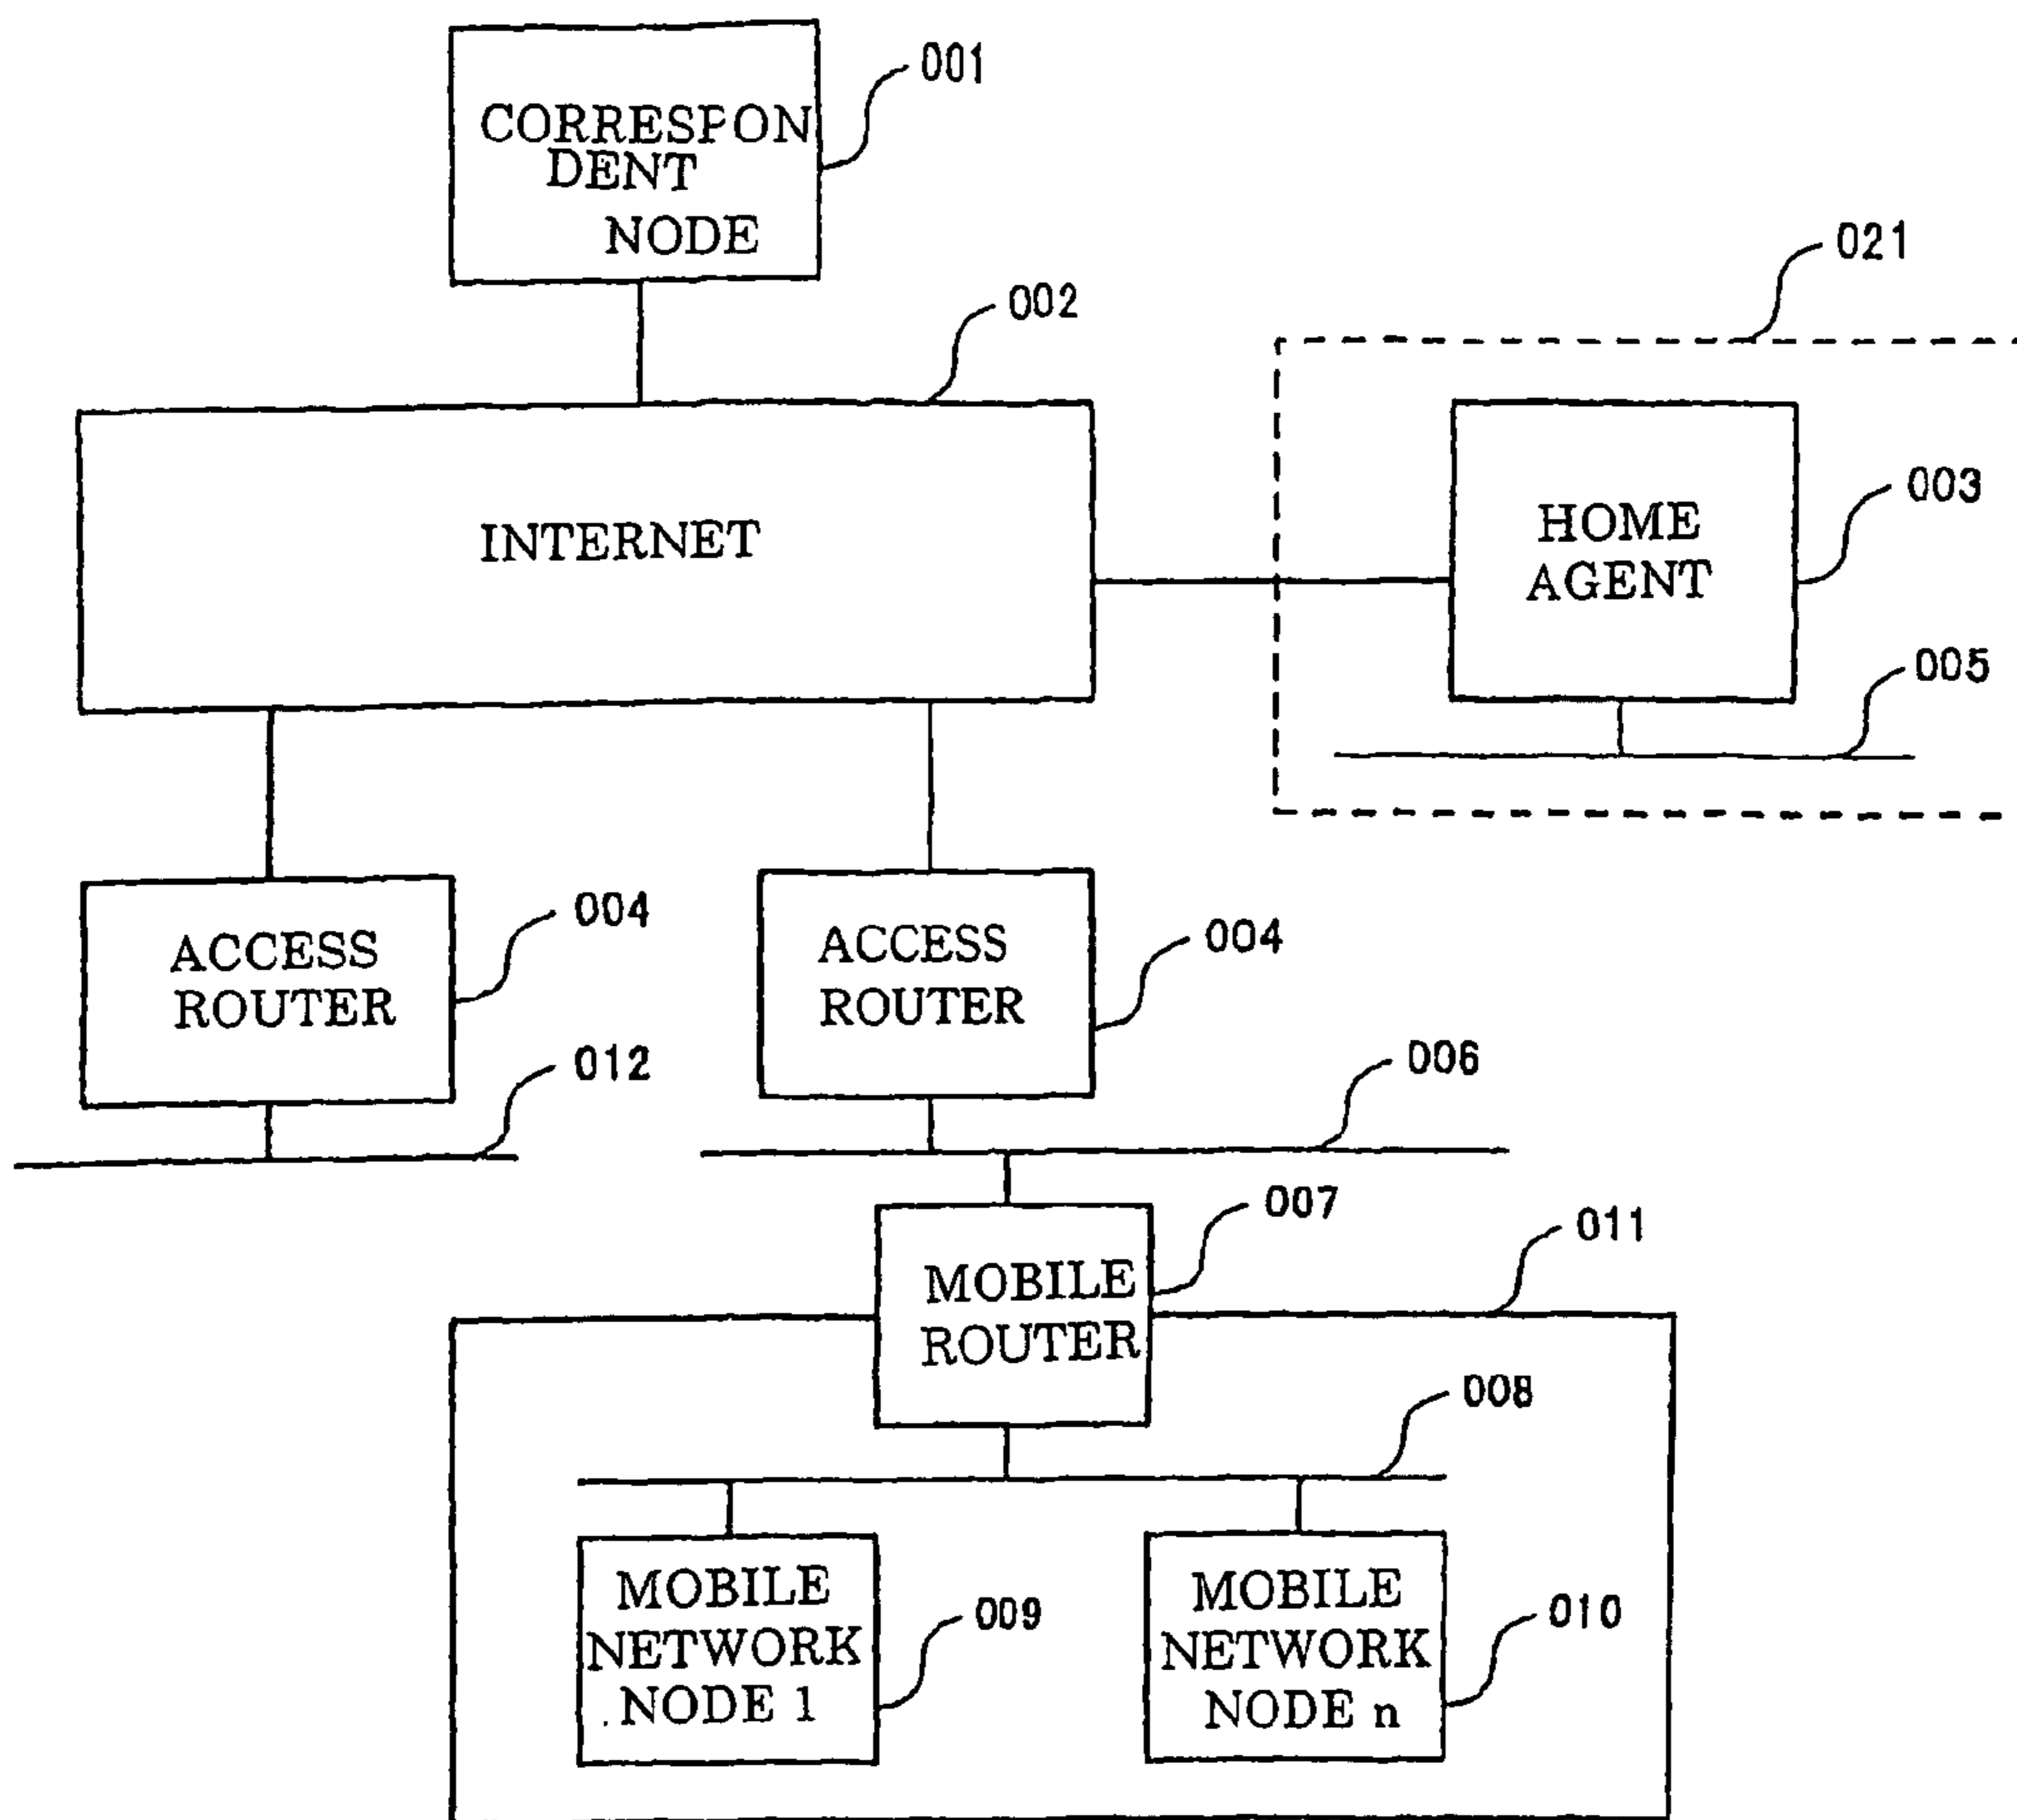 001
CORRESPON
DENT
NODE
021
002
HOME
AGENT
003
INTERNET
005
ACCESS
ROUTER
004
ACCESS
ROUTER
004
012
006
007
011
MOBILE
ROUTER
008
MOBILE
NETWORK
NODE 1
009
MOBILE
NETWORK
NODE n
010